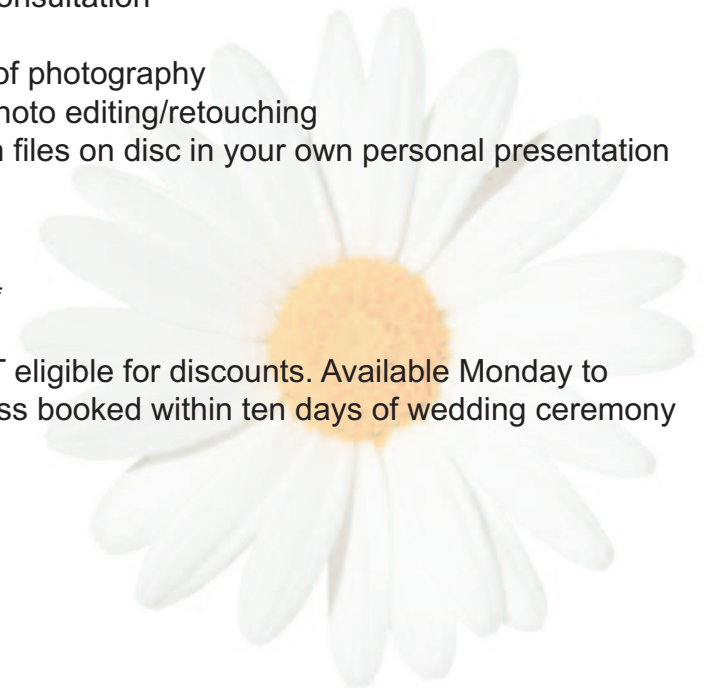 onsultation
of photography
hoto editing/retouching
n files on disc in your own personal presentation
*
T eligible for discounts. Available Monday to
ss booked within ten days of wedding ceremony